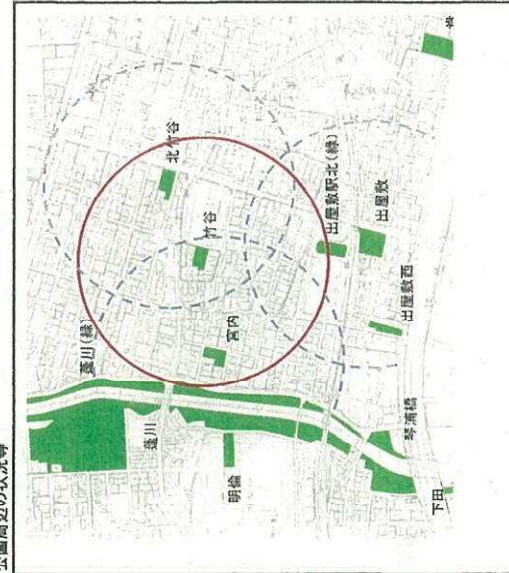 公園周辺の状況等
蓬川(緑)
北竹谷
竹谷
宮内
蓬川
明倫
出屋敷駅北(緑)
出屋敷
出屋敷西
琴浦橋
下田